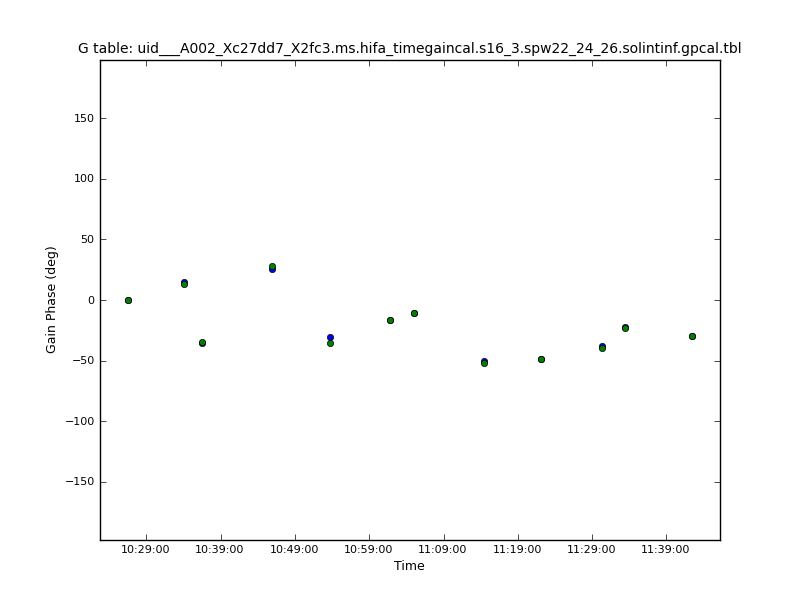 G table: uid___A002_Xc27dd7_X2fc3.ms.hifa_timegaincal.s16_3.spw22_24_26.solintinf.gpcal.tbl
150
100
50
0
−50
−100
−150
Gain Phase (deg)
10:29:00 10:39:00 10:49:00 10:59:00 11:09:00 11:19:00 11:29:00 11:39:00
Time